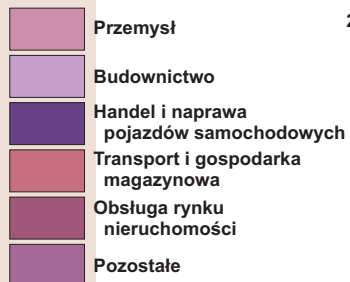 Przemysł
Budownictwo
Handel i naprawa
pojazdów samochodowych
Transport i gospodarka
magazynowa
Obsługa rynku
nieruchomości
Pozostałe